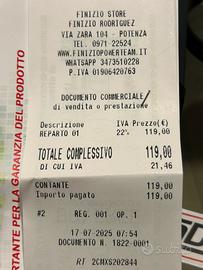 FINIZIO STORE
FINIZIO RODRIGUEZ
VIA ZARA 104 - POTENZA
TEL. 0971-22524
WWW.FINIZIOPOWERTEAM.IT
WHATSAPP 3473510228
P.IVA 01906420763
DOCUMENTO COMMERCIALE
di vendita o prestazione
Descrizione IVA Prezzo(€)
REPARTO 01 22% 119,00
TOTALE COMPLESSIVO 119,00
DI CUI IVA 21,46
CONTANTE 119,00
Importo pagato 119,00
#2 REG. 001 OP. 1
17-07-2025 07:54
DOCUMENTO N. 1822-0001
RT 2CMXS202844
RTANTE PER LA GARANZIA DEL PRODOTTO